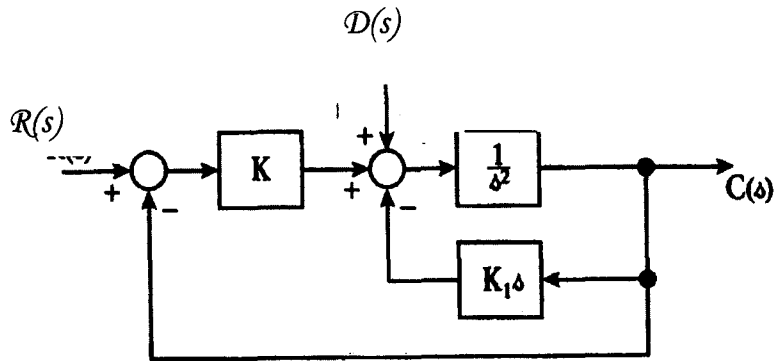 D(s)
R(s)
+
+ K + 1/s² C(s)
− −
K₁s